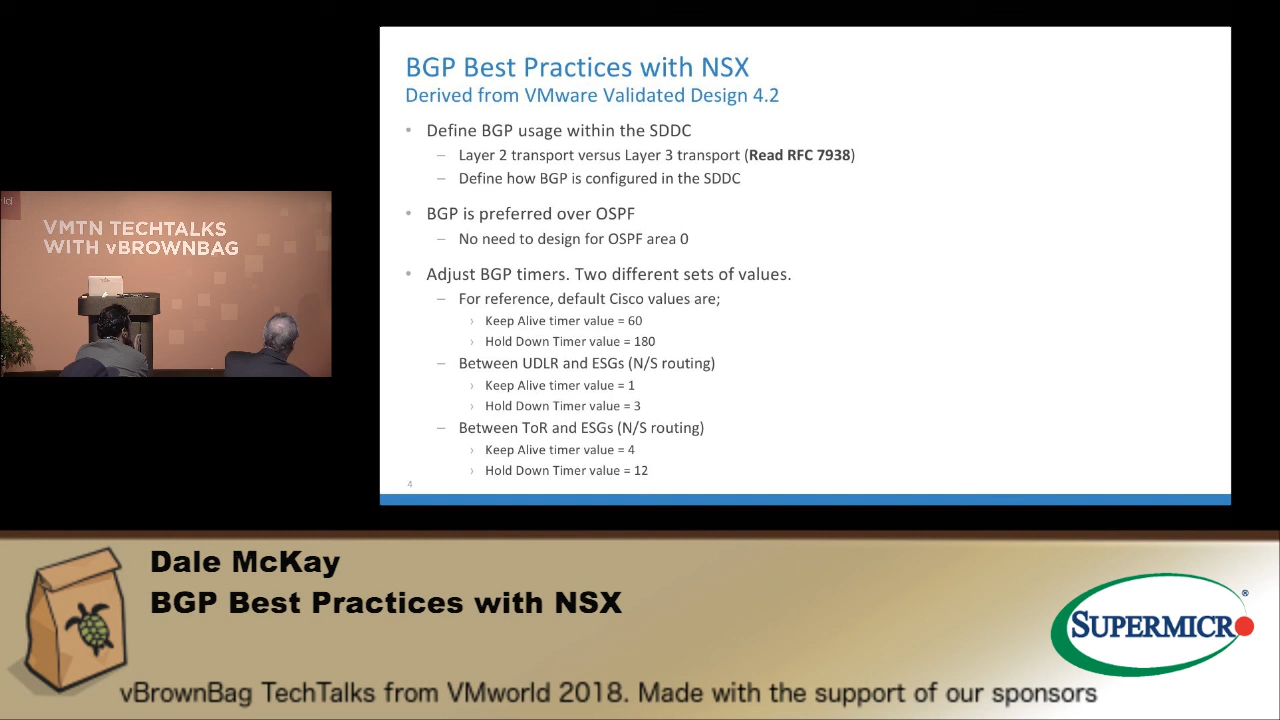 BGP Best Practices with NSX
Derived from VMware Validated Design 4.2
• Define BGP usage within the SDDC
– Layer 2 transport versus Layer 3 transport (Read RFC 7938)
– Define how BGP is configured in the SDDC
• BGP is preferred over OSPF
– No need to design for OSPF area 0
• Adjust BGP timers. Two different sets of values.
– For reference, default Cisco values are;
› Keep Alive timer value = 60
› Hold Down Timer value = 180
– Between UDLR and ESGs (N/S routing)
› Keep Alive timer value = 1
› Hold Down Timer value = 3
– Between ToR and ESGs (N/S routing)
› Keep Alive timer value = 4
› Hold Down Timer value = 12
4
VMTN TECHTALKS
WITH vBROWNBAG
Dale McKay
BGP Best Practices with NSX
SUPERMICRO®
vBrownBag TechTalks from VMworld 2018. Made with the support of our sponsors